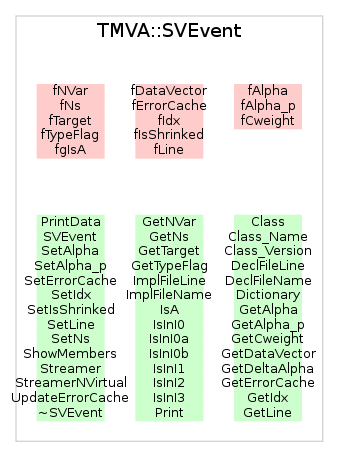 TMVA::SVEvent
fNVar
fNs
fTarget
fTypeFlag
fgIsA
fDataVector
fErrorCache
fIdx
fIsShrinked
fLine
fAlpha
fAlpha_p
fCweight
PrintData
SVEvent
SetAlpha
SetAlpha_p
SetErrorCache
SetIdx
SetIsShrinked
SetLine
SetNs
ShowMembers
Streamer
StreamerNVirtual
UpdateErrorCache
~SVEvent
GetNVar
GetNs
GetTarget
GetTypeFlag
ImplFileLine
ImplFileName
IsA
IsInI0
IsInI0a
IsInI0b
IsInI1
IsInI2
IsInI3
Print
Class
Class_Name
Class_Version
DeclFileLine
DeclFileName
Dictionary
GetAlpha
GetAlpha_p
GetCweight
GetDataVector
GetDeltaAlpha
GetErrorCache
GetIdx
GetLine